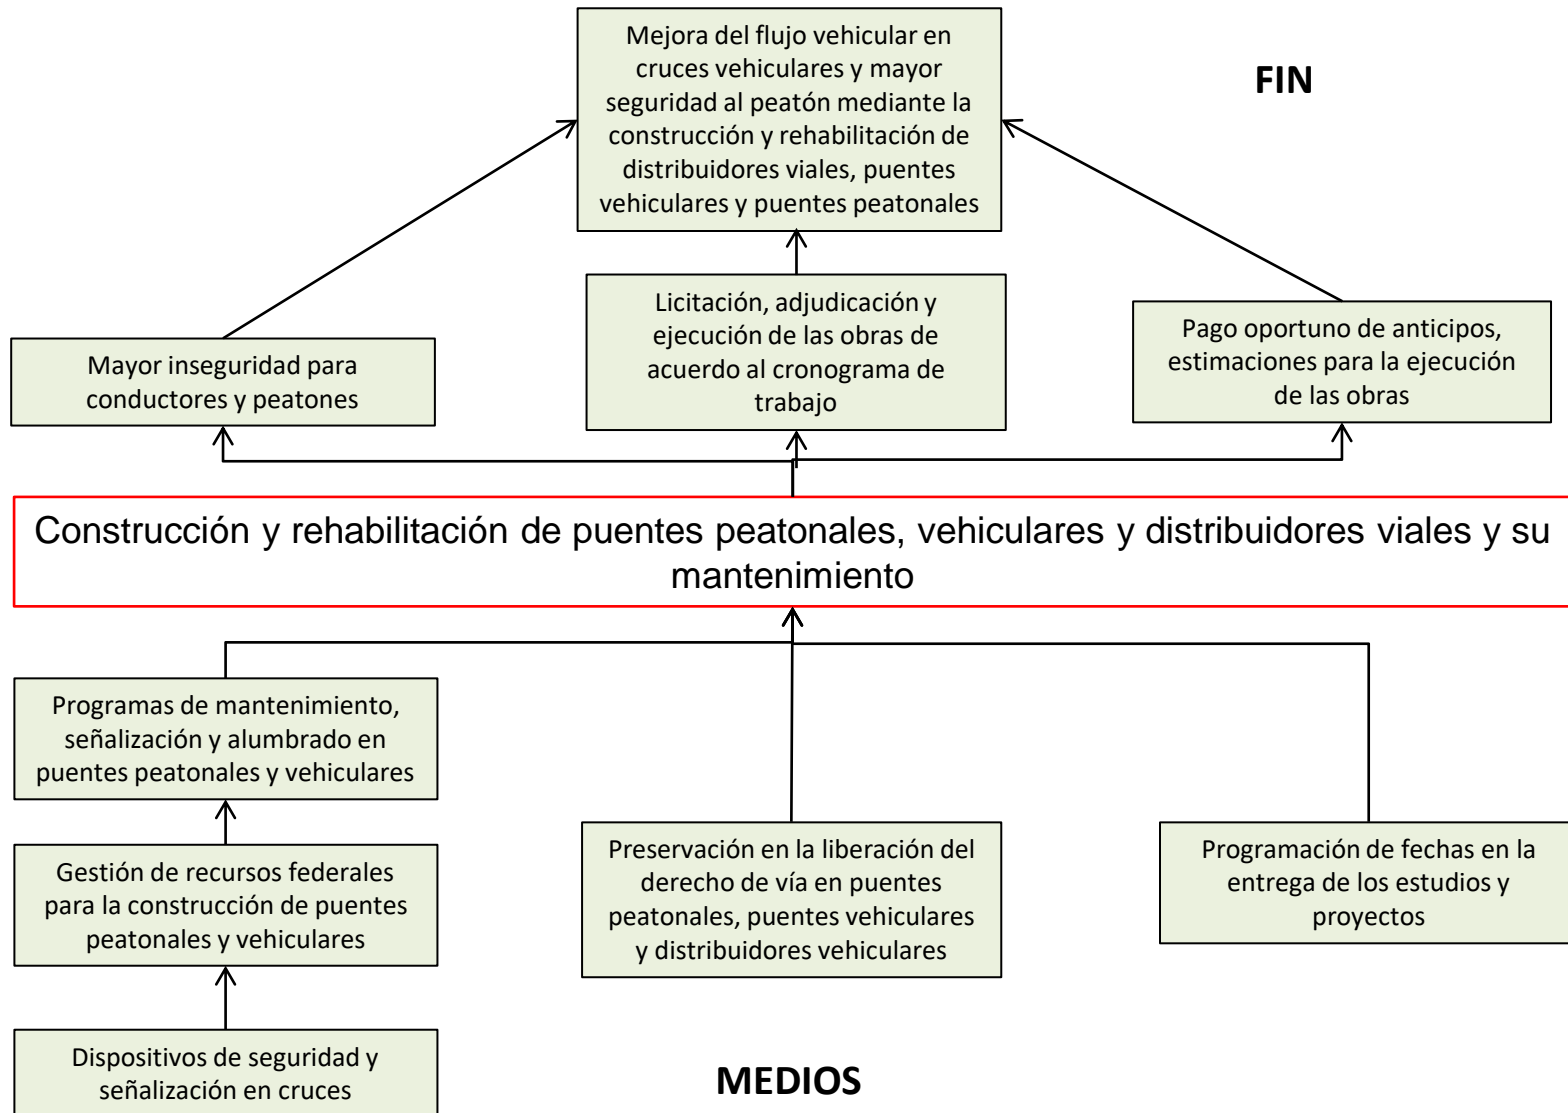 Mejora del flujo vehicular en
cruces vehiculares y mayor
seguridad al peatón mediante la
construcción y rehabilitación de
distribuidores viales, puentes
vehiculares y puentes peatonales
FIN
Mayor inseguridad para
conductores y peatones
Licitación, adjudicación y
ejecución de las obras de
acuerdo al cronograma de
trabajo
Pago oportuno de anticipos,
estimaciones para la ejecución
de las obras
Construcción y rehabilitación de puentes peatonales, vehiculares y distribuidores viales y su
mantenimiento
Programas de mantenimiento,
señalización y alumbrado en
puentes peatonales y vehiculares
Gestión de recursos federales
para la construcción de puentes
peatonales y vehiculares
Dispositivos de seguridad y
señalización en cruces
Preservación en la liberación del
derecho de vía en puentes
peatonales, puentes vehiculares
y distribuidores vehiculares
Programación de fechas en la
entrega de los estudios y
proyectos
MEDIOS